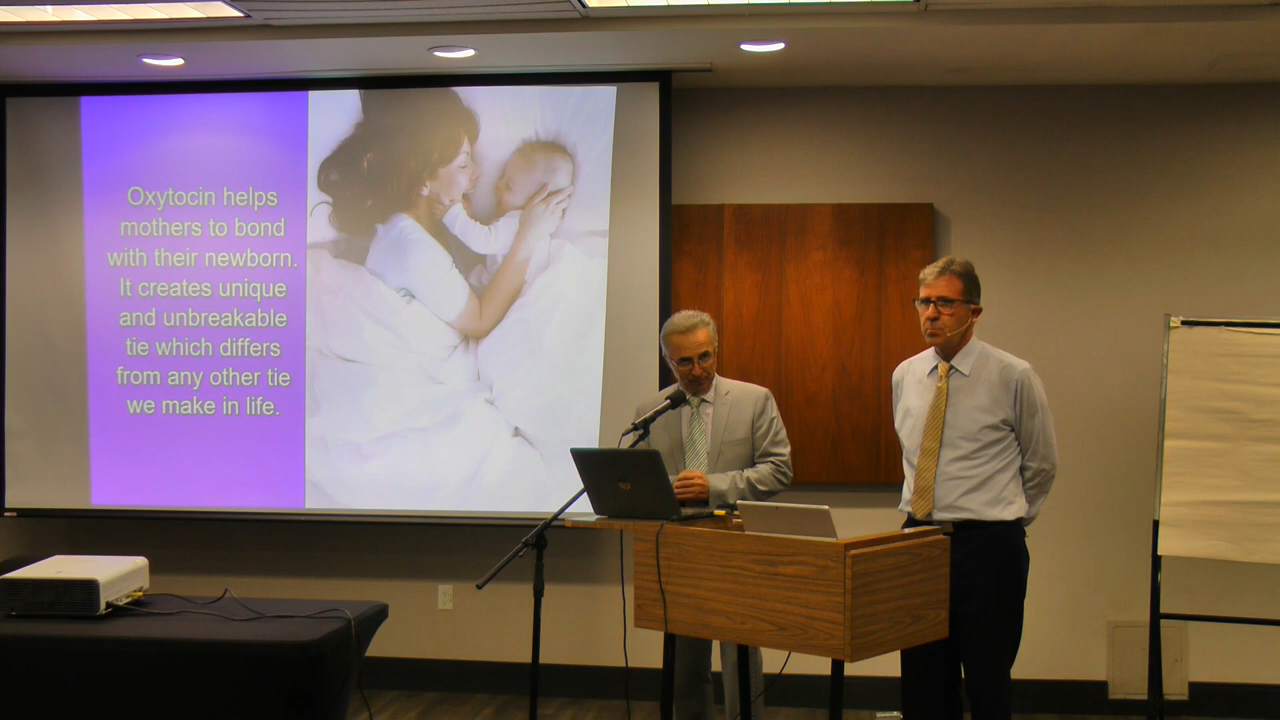 Oxytocin helps
mothers to bond
with their newborn.
It creates unique
and unbreakable
tie which differs
from any other tie
we make in life.